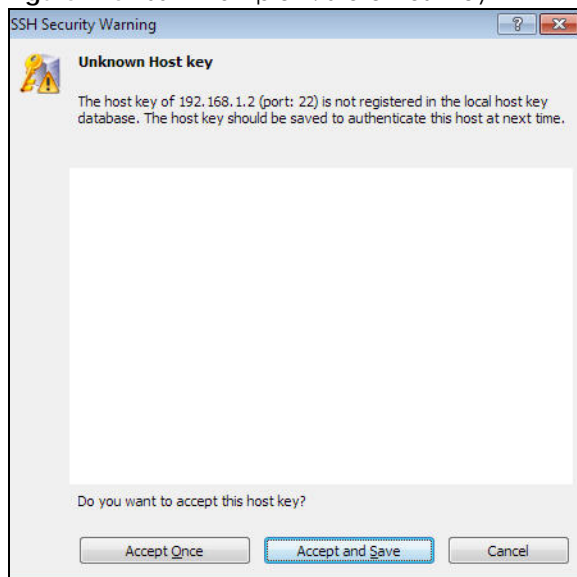 SSH Security Warning
Unknown Host key
The host key of 192.168.1.2 (port: 22) is not registered in the local host key
database. The host key should be saved to authenticate this host at next time.
Do you want to accept this host key?
Accept Once
Accept and Save
Cancel